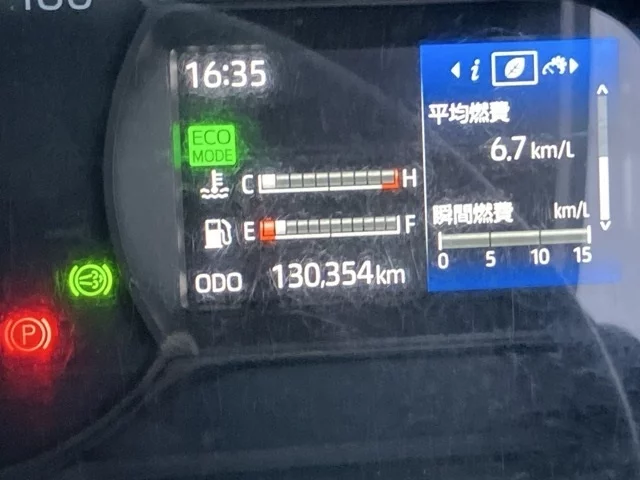 16:35
ECO
MODE
C H
E F
ODO 130,354km
i
平均燃費
6.7 km/L
瞬間燃費 km/L
0 5 10 15
P